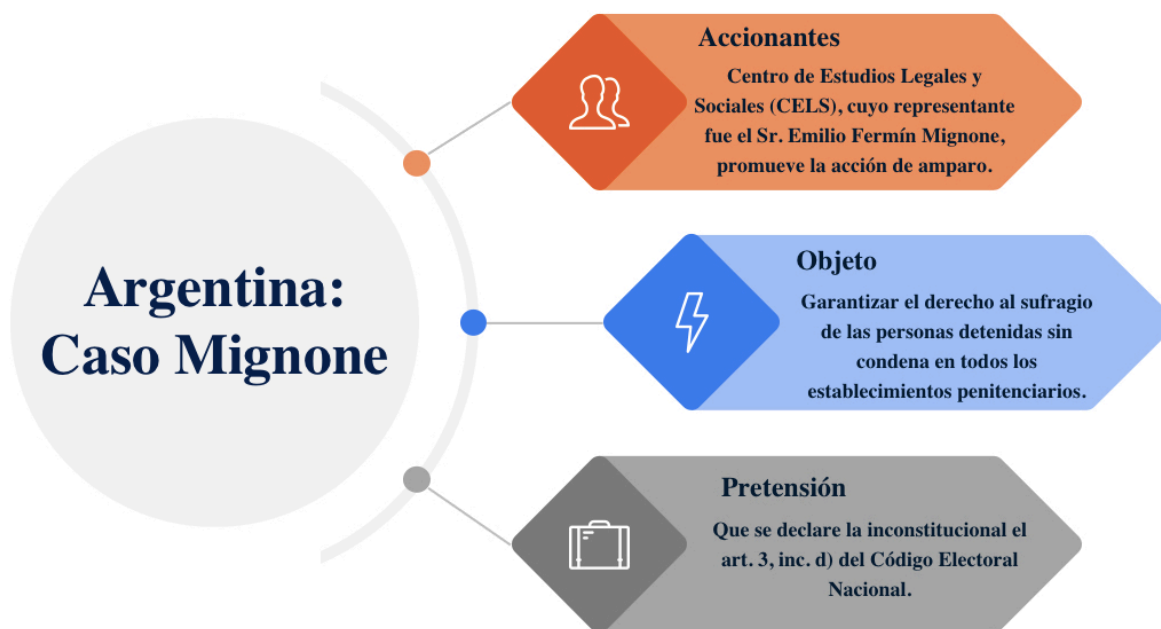 Argentina:
Caso Mignone
Accionantes
Centro de Estudios Legales y
Sociales (CELS), cuyo representante
fue el Sr. Emilio Fermín Mignone,
promueve la acción de amparo.
Objeto
Garantizar el derecho al sufragio
de las personas detenidas sin
condena en todos los
establecimientos penitenciarios.
Pretensión
Que se declare la inconstitucional el
art. 3, inc. d) del Código Electoral
Nacional.